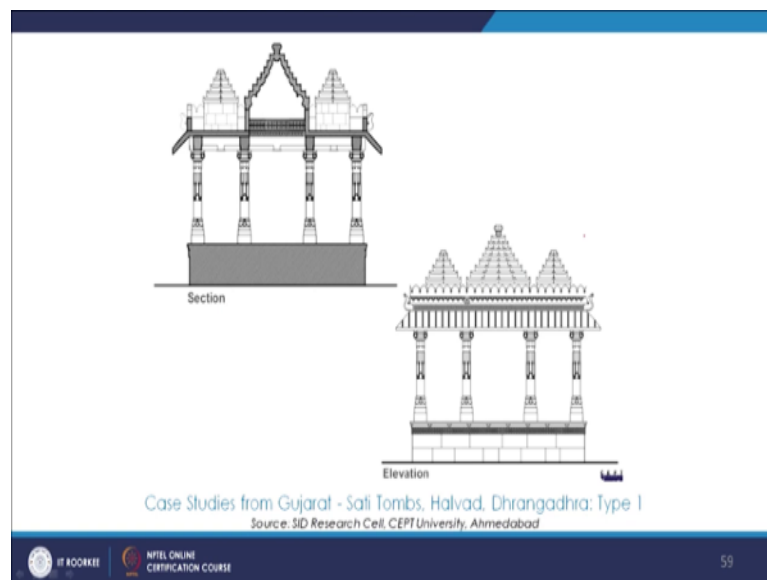 Section
Elevation
Case Studies from Gujarat - Sati Tombs, Halvad, Dhrangadhra: Type 1
Source: SID Research Cell, CEPT University, Ahmedabad
IIT ROORKEE
NPTEL ONLINE
CERTIFICATION COURSE
59